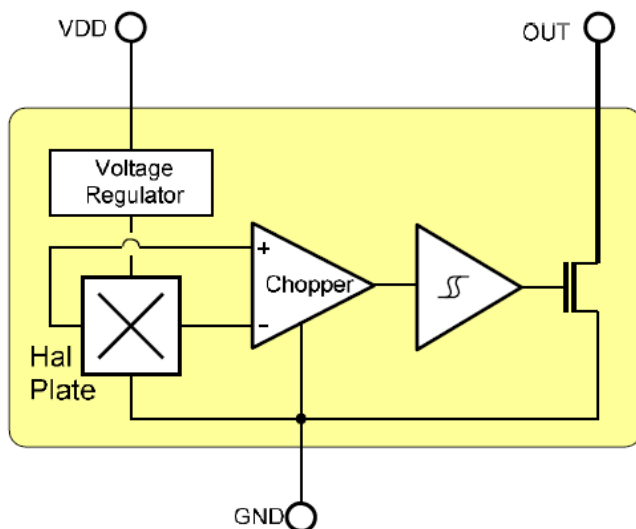 VDD
OUT
Voltage
Regulator
+
Chopper
-
Hal
Plate
GND